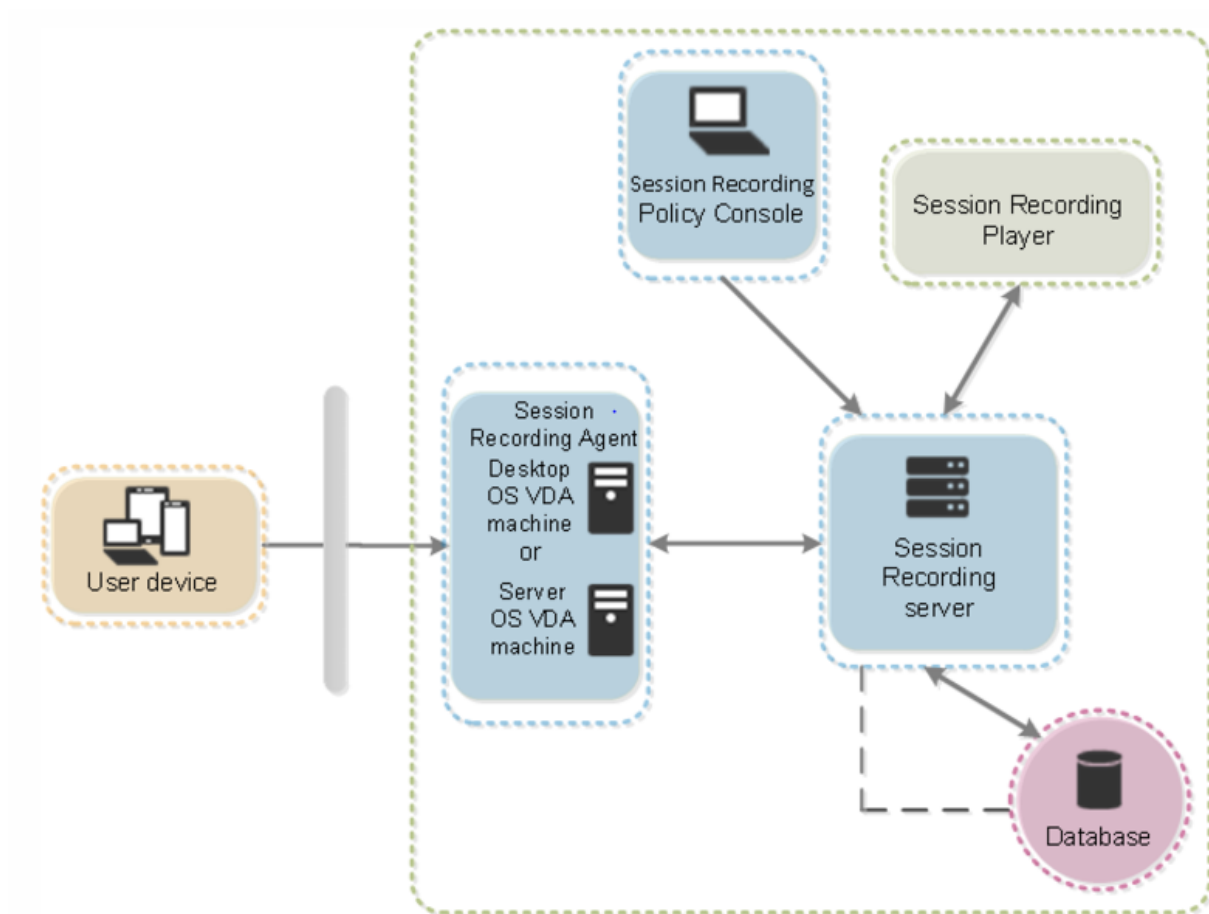 Session Recording
Policy Console
Session Recording
Player
Session
Recording Agent
Desktop
OS VDA
machine
or
Server
OS VDA
machine
User device
Session
Recording
server
Database